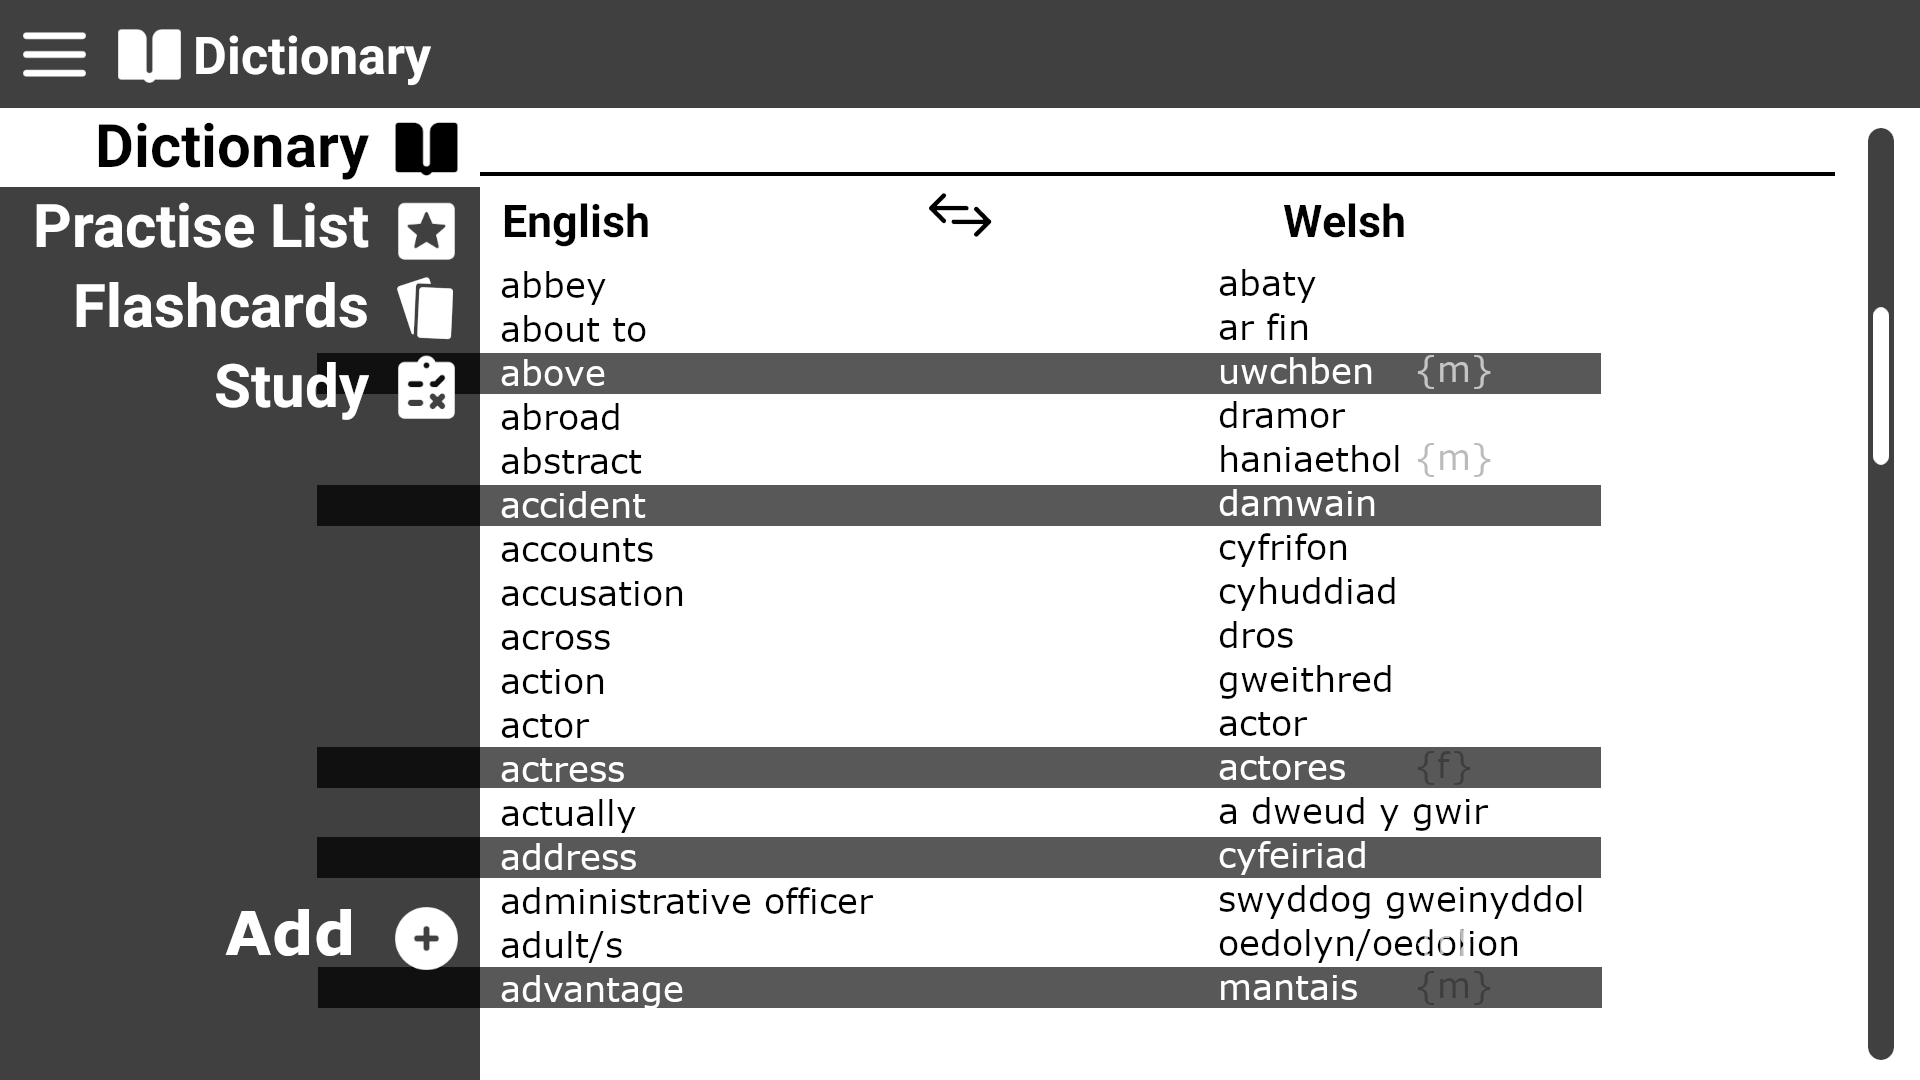 Dictionary
Dictionary
Practise List
Flashcards
Study
Add
English Welsh
abbey abaty
about to ar fin
above uwchben {m}
abroad dramor
abstract haniaethol {m}
accident damwain
accounts cyfrifon
accusation cyhuddiad
across dros
action gweithred
actor actor
actress actores {f}
actually a dweud y gwir
address cyfeiriad
administrative officer swyddog gweinyddol
adult/s oedolyn/oedolion
advantage mantais {m}